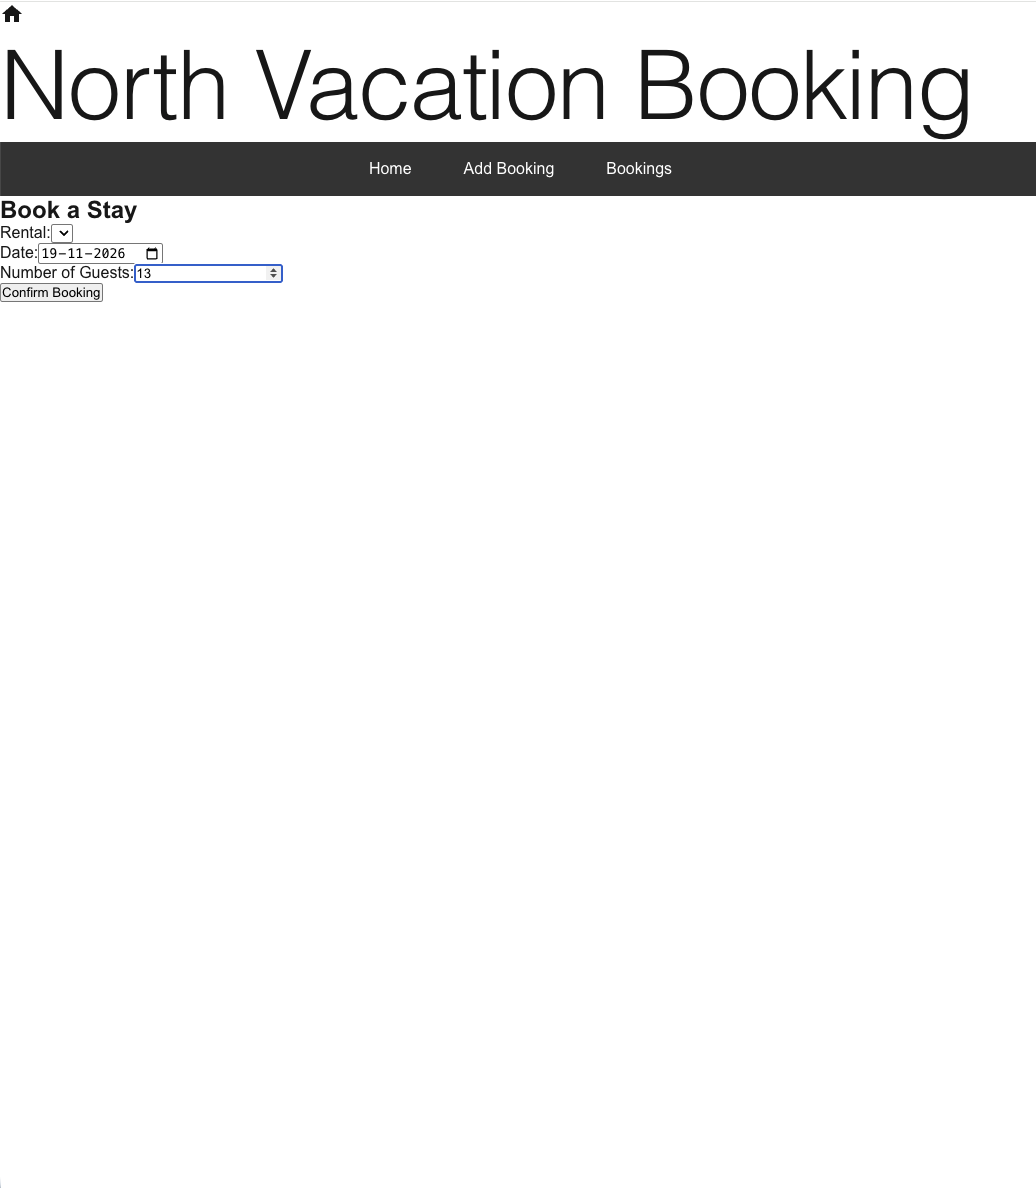 North Vacation Booking
Home Add Booking Bookings
Book a Stay
Rental:
Date: 19-11-2026
Number of Guests: 13
Confirm Booking